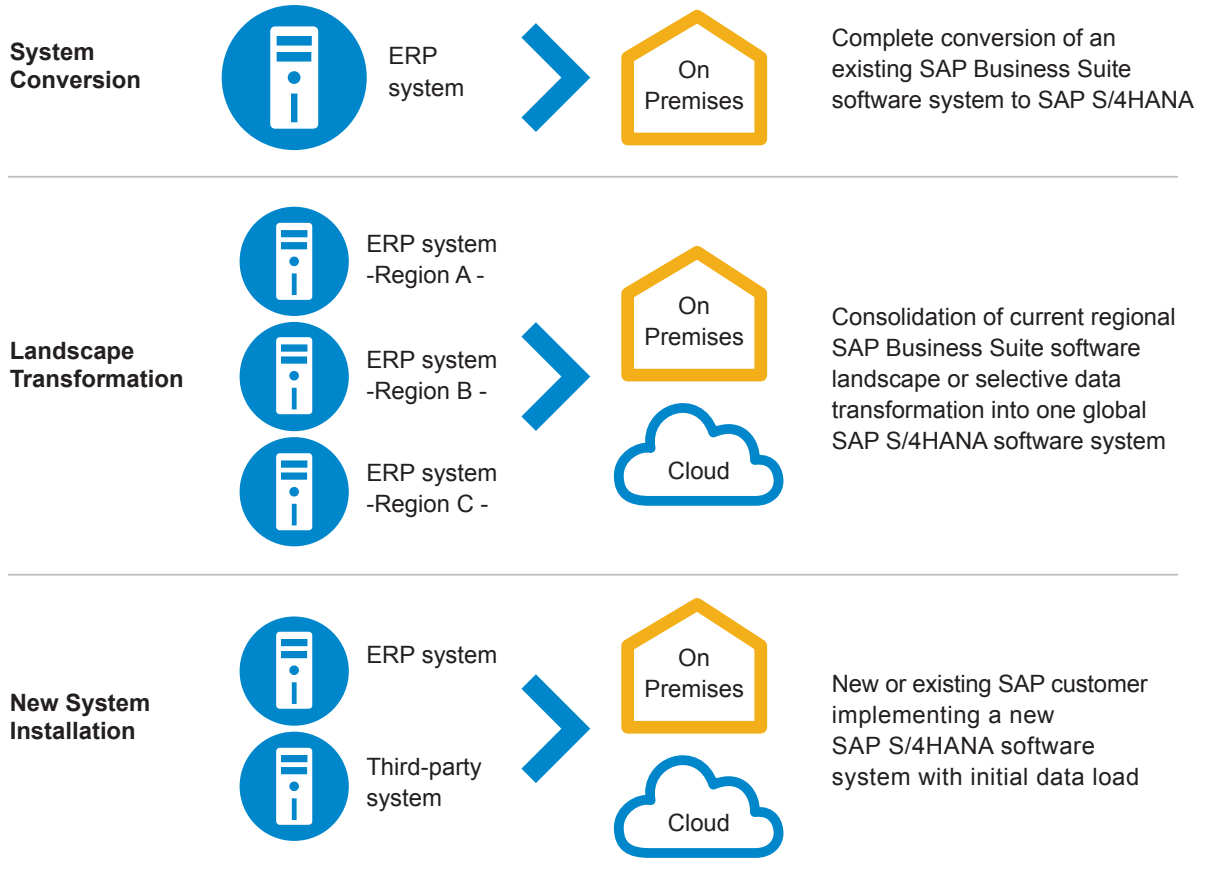 System
Conversion
ERP
system
On
Premises
Complete conversion of an
existing SAP Business Suite
software system to SAP S/4HANA
Landscape
Transformation
ERP system
-Region A -
ERP system
-Region B -
ERP system
-Region C -
On
Premises
Cloud
Consolidation of current regional
SAP Business Suite software
landscape or selective data
transformation into one global
SAP S/4HANA software system
New System
Installation
ERP system
Third-party
system
On
Premises
Cloud
New or existing SAP customer
implementing a new
SAP S/4HANA software
system with initial data load